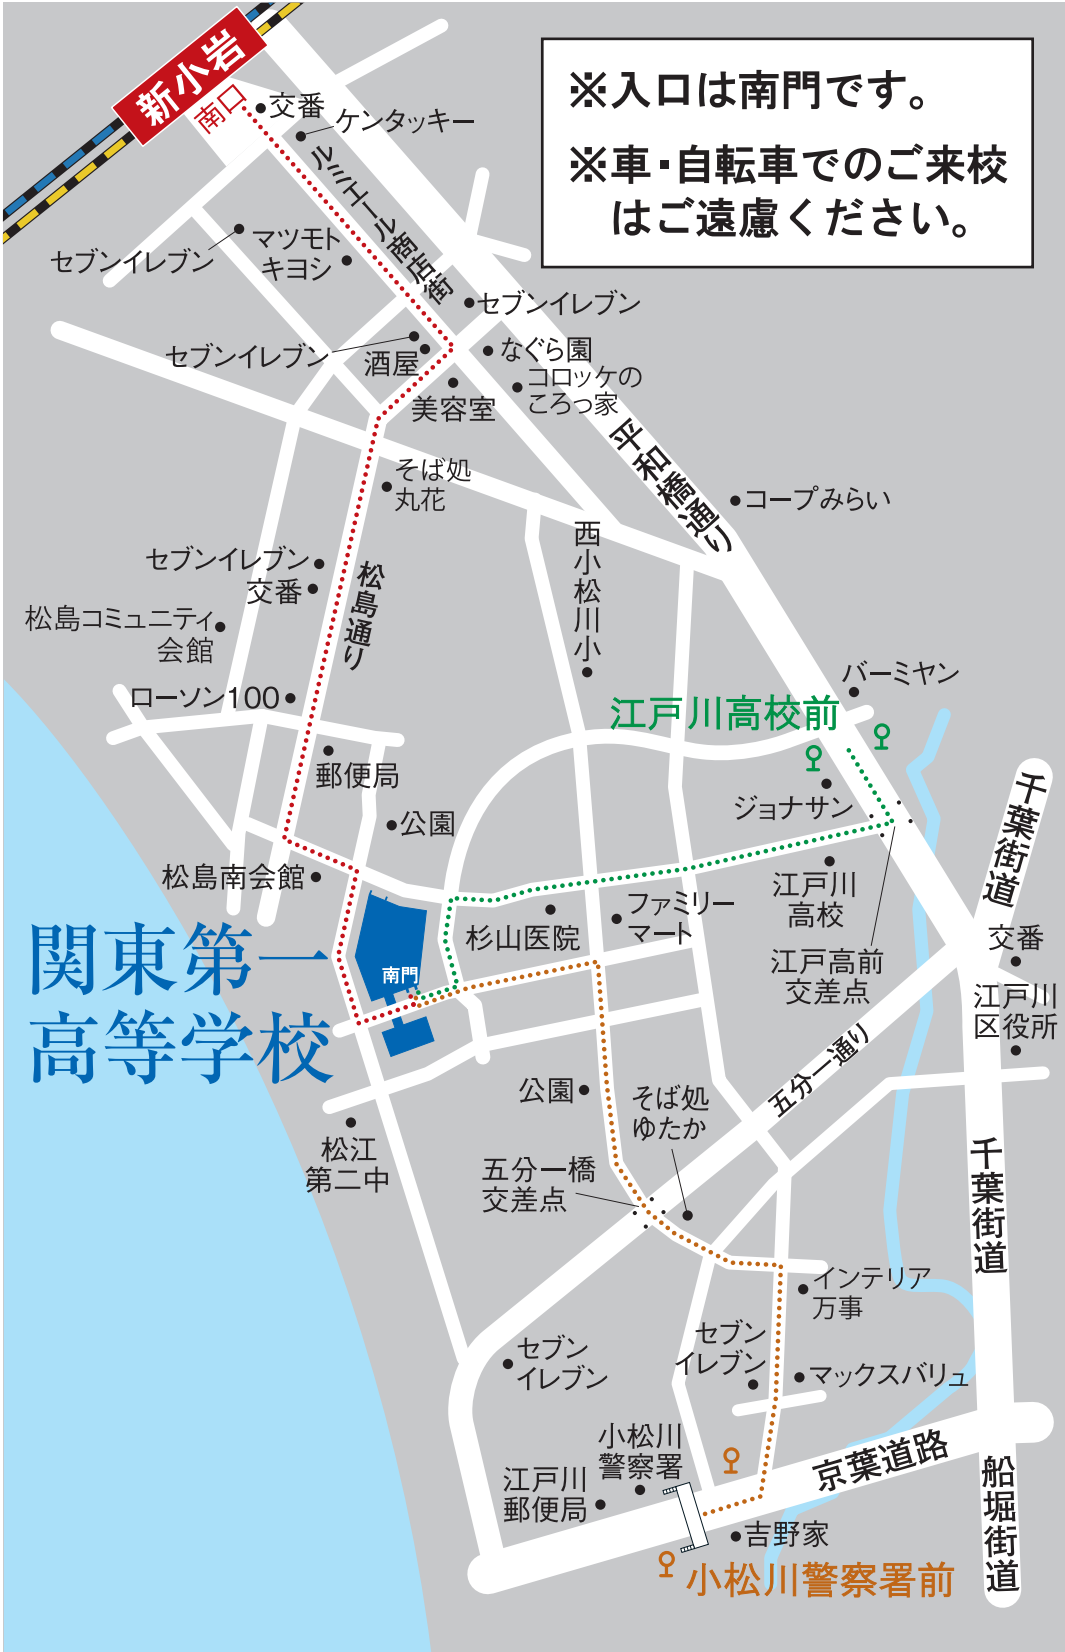 新小岩
南口
※入口は南門です。
※車・自転車でのご来校
はご遠慮ください。
交番
ケンタッキー
ルミエール商店街
セブンイレブン
マツモト
キヨシ
セブンイレブン
セブンイレブン
酒屋
なぐら園
コロッケの
ころっ家
美容室
平和橋通り
そば処
丸花
コープみらい
西小松川小
セブンイレブン
交番
松島通り
松島コミュニティ
会館
ローソン100
バーミヤン
江戸川高校前
郵便局
ジョナサン
千葉街道
公園
松島南会館
江戸川
高校
ファミリー
マート
杉山医院
関東第一
高等学校
南門
江戸高前
交差点
交番
江戸川
区役所
五分一通り
公園
そば処
ゆたか
松江
第二中
五分一橋
交差点
千葉街道
インテリア
万事
セブン
イレブン
セブン
イレブン
マックスバリュ
小松川
警察署
京葉道路
江戸川
郵便局
船堀街道
吉野家
小松川警察署前